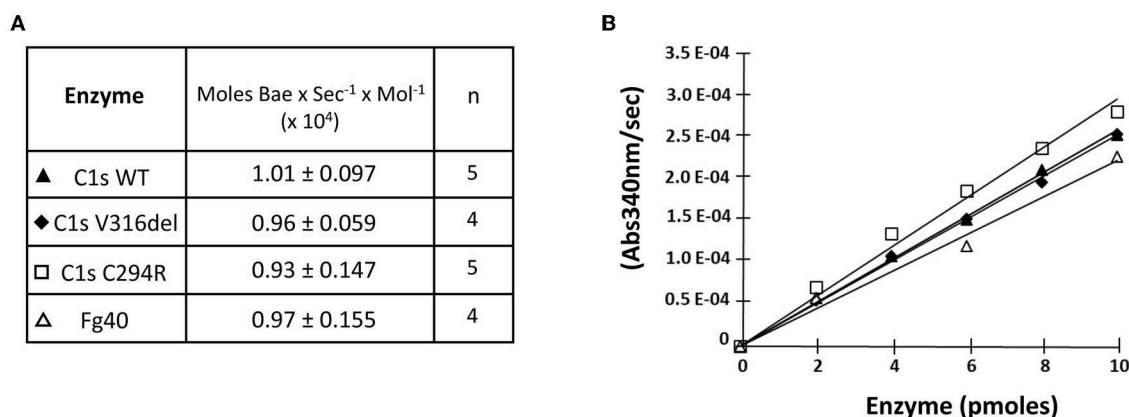 A
Enzyme
Moles Bae x Sec⁻¹ x Mol⁻¹
(x 10⁴)
n
C1s WT
1.01 ± 0.097
5
C1s V316del
0.96 ± 0.059
4
C1s C294R
0.93 ± 0.147
5
Fg40
0.97 ± 0.155
4
B
(Abs340nm/sec)
3.5 E-04
3.0 E-04
2.5 E-04
2.0 E-04
1.5 E-04
1.0 E-04
0.5 E-04
0
0 2 4 6 8 10
Enzyme (pmoles)